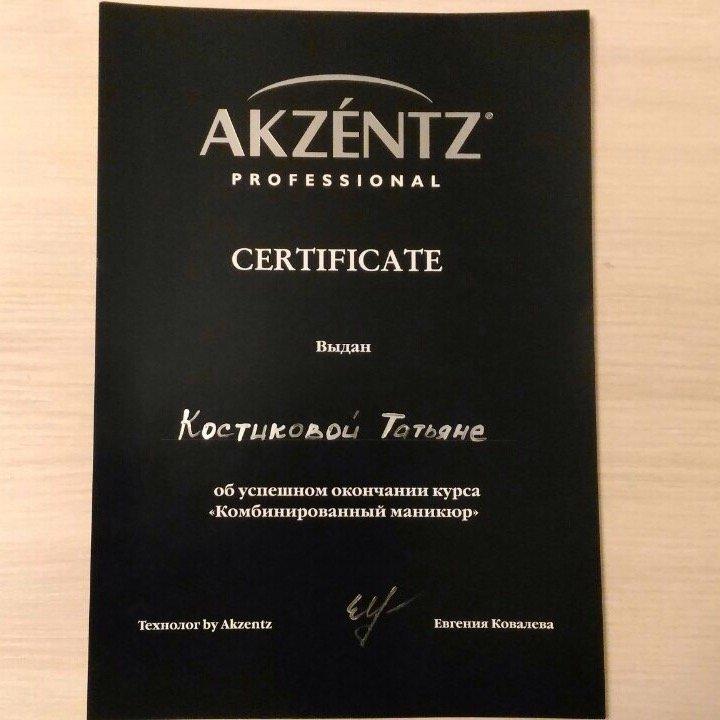 AKZÉNTZ®
PROFESSIONAL
CERTIFICATE
Выдан
Костиковой Татьяне
об успешном окончании курса
«Комбинированный маникюр»
Технолог by Akzentz
Евгения Ковалева